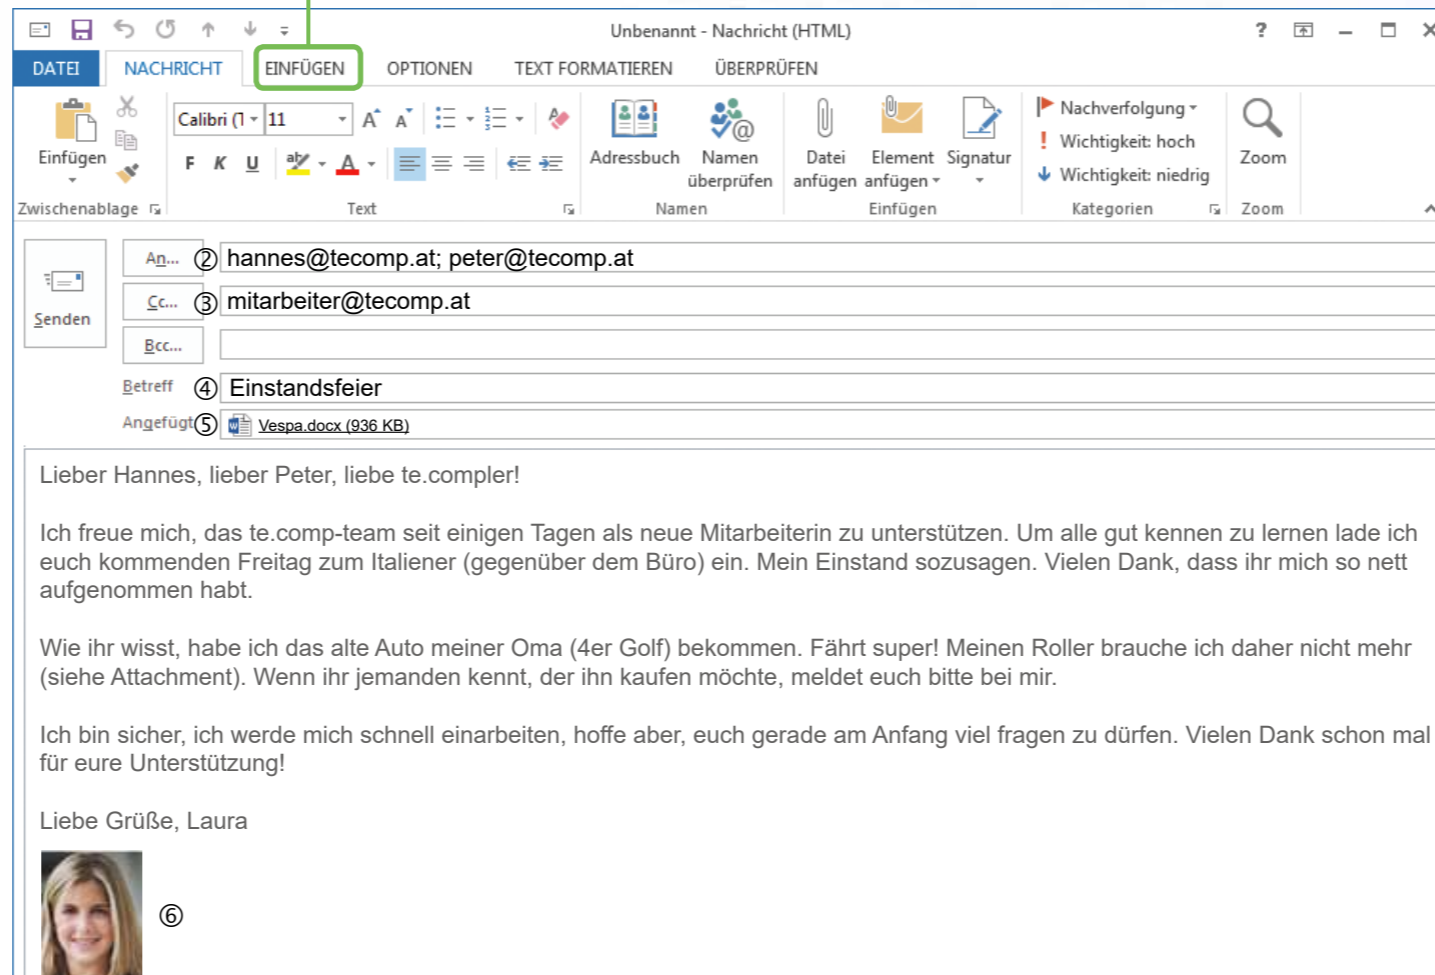 Unbenannt - Nachricht (HTML)
?
DATEI NACHRICHT EINFÜGEN OPTIONEN TEXT FORMATIEREN ÜBERPRÜFEN
Einfügen
Zwischenablage
Calibri (T 11 A A
F K U aby A
Text
Adressbuch
Namen überprüfen
Namen
Datei anfügen
Element anfügen
Signatur
Einfügen
Nachverfolgung
! Wichtigkeit: hoch
Wichtigkeit: niedrig
Kategorien
Zoom
Zoom
Senden
An... ② hannes@tecomp.at; peter@tecomp.at
Cc... ③ mitarbeiter@tecomp.at
Bcc...
Betreff ④ Einstandsfeier
Angefügt ⑤ Vespa.docx (936 KB)
Lieber Hannes, lieber Peter, liebe te.compler!
Ich freue mich, das te.comp-team seit einigen Tagen als neue Mitarbeiterin zu unterstützen. Um alle gut kennen zu lernen lade ich
euch kommenden Freitag zum Italiener (gegenüber dem Büro) ein. Mein Einstand sozusagen. Vielen Dank, dass ihr mich so nett
aufgenommen habt.
Wie ihr wisst, habe ich das alte Auto meiner Oma (4er Golf) bekommen. Fährt super! Meinen Roller brauche ich daher nicht mehr
(siehe Attachment). Wenn ihr jemanden kennt, der ihn kaufen möchte, meldet euch bitte bei mir.
Ich bin sicher, ich werde mich schnell einarbeiten, hoffe aber, euch gerade am Anfang viel fragen zu dürfen. Vielen Dank schon mal
für eure Unterstützung!
Liebe Grüße, Laura
⑥